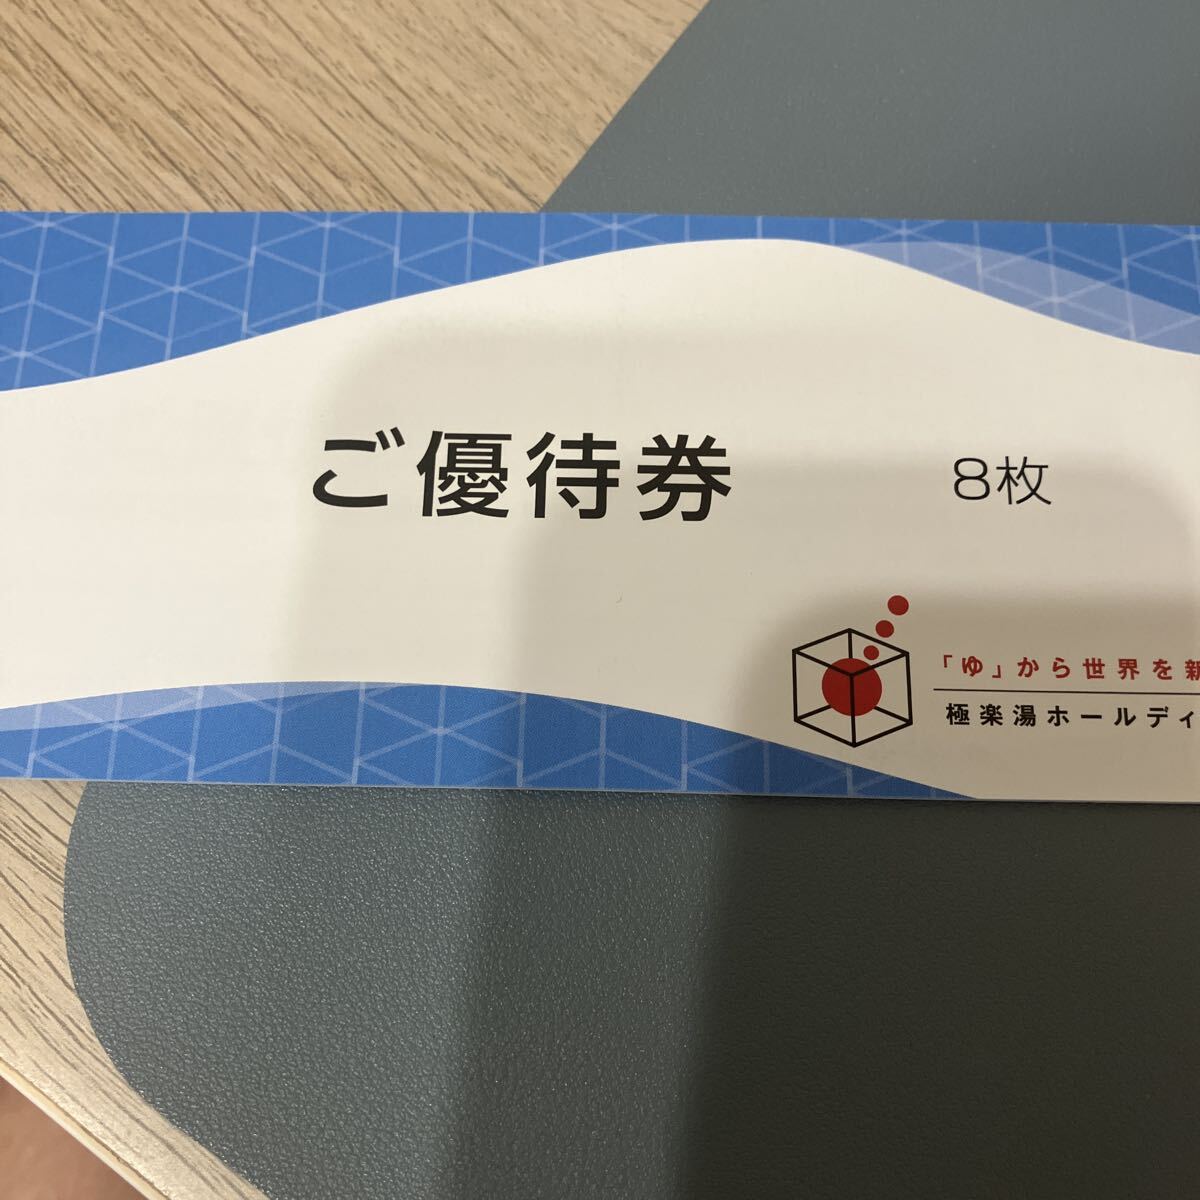 ご優待券 8枚
「ゆ」から世界を新
極楽湯ホールディ